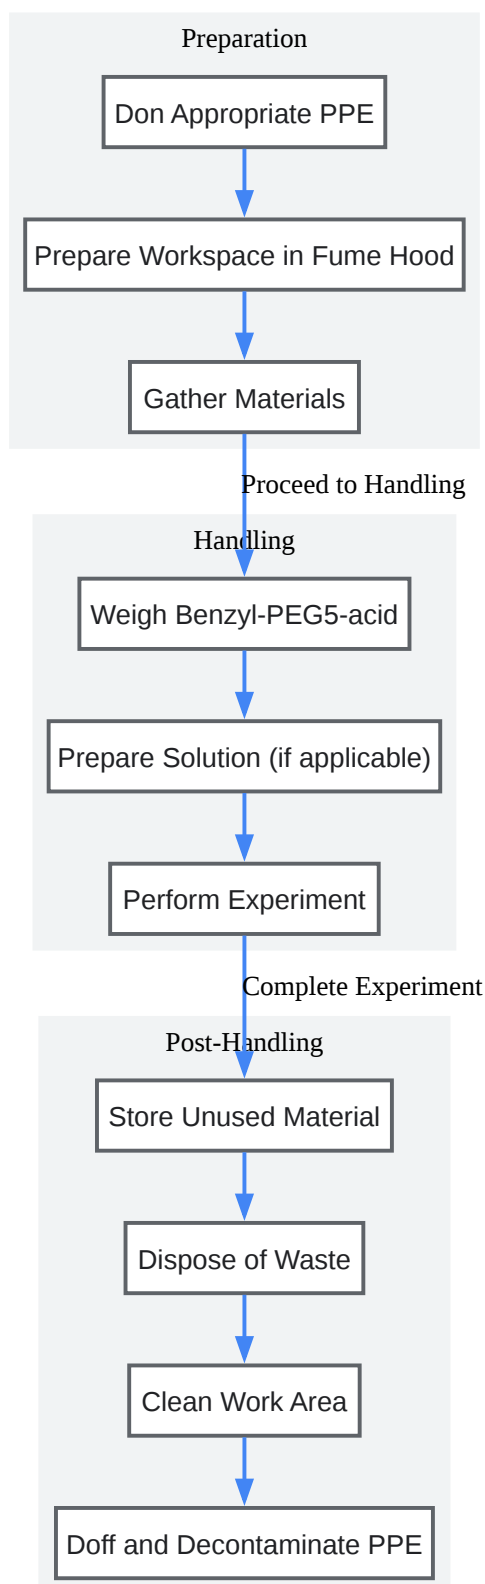 Preparation
Don Appropriate PPE
Prepare Workspace in Fume Hood
Gather Materials
Proceed to Handling
Handling
Weigh Benzyl-PEG5-acid
Prepare Solution (if applicable)
Perform Experiment
Complete Experiment
Post-Handling
Store Unused Material
Dispose of Waste
Clean Work Area
Doff and Decontaminate PPE